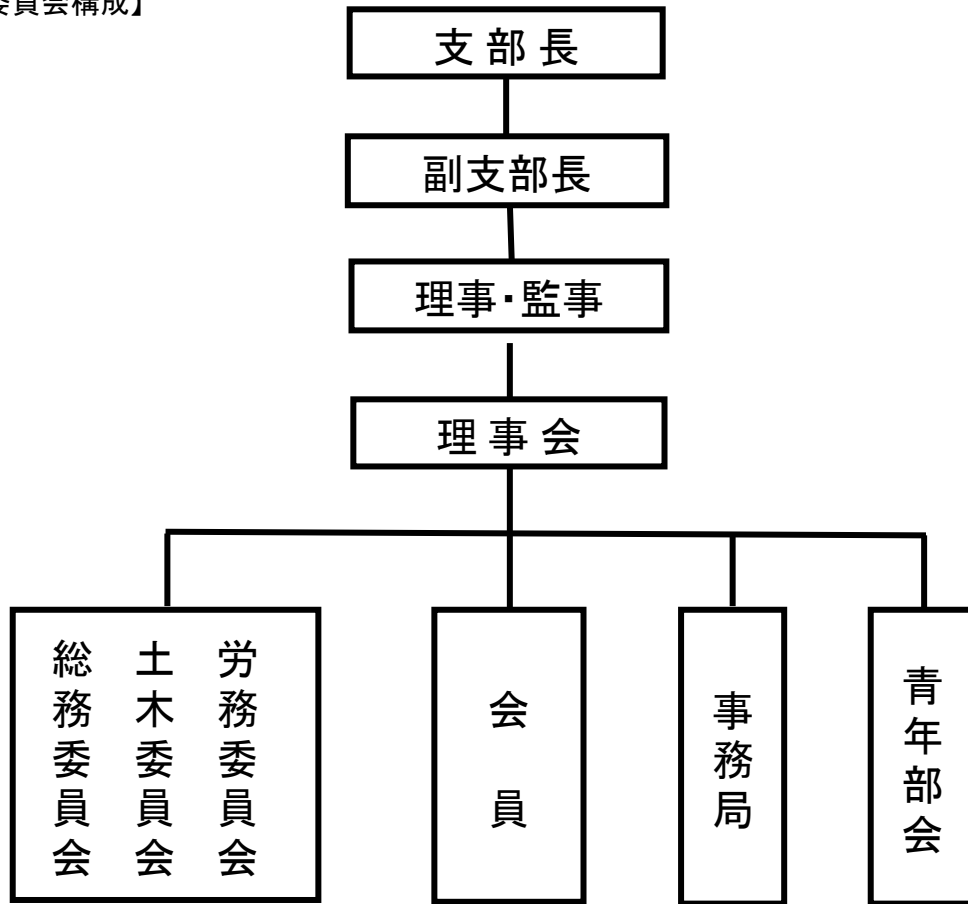 委員会構成】
支部長
副支部長
理事・監事
理事会
労務委員会
土木委員会
総務委員会
会員
事務局
青年部会